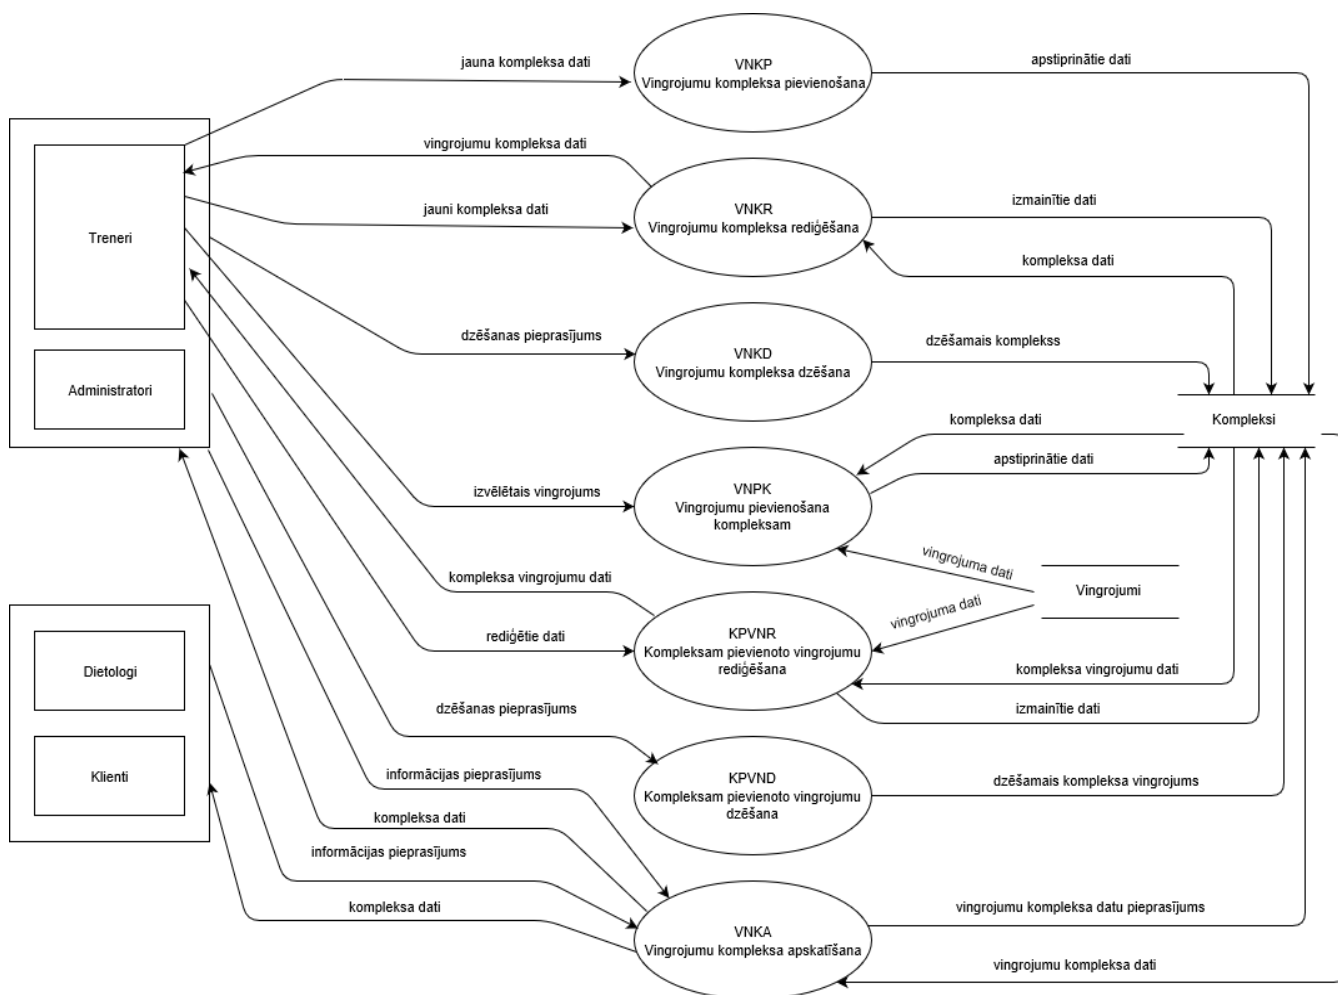 VNKP
Vingrojumu kompleksa pievienošana
jauna kompleksa dati
apstiprinātie dati
vingrojumu kompleksa dati
VNKR
Vingrojumu kompleksa rediģēšana
jauni kompleksa dati
izmainītie dati
kompleksa dati
Treneri
Administratori
dzēšanas pieprasījums
VNKD
Vingrojumu kompleksa dzēšana
dzēšamais komplekss
Kompleksi
kompleksa dati
apstiprinātie dati
izvēlētais vingrojums
VNPK
Vingrojumu pievienošana
kompleksam
vingrojuma dati
Vingrojumi
vingrojuma dati
kompleksa vingrojumu dati
rediģētie dati
KPVNR
Kompleksam pievienoto vingrojumu
rediģēšana
kompleksa vingrojumu dati
izmainītie dati
Dietologi
Klienti
dzēšanas pieprasījums
KPVND
Kompleksam pievienoto vingrojumu
dzēšana
dzēšamais kompleksa vingrojums
informācijas pieprasījums
kompleksa dati
informācijas pieprasījums
kompleksa dati
VNKA
Vingrojumu kompleksa apskatīšana
vingrojumu kompleksa datu pieprasījums
vingrojumu kompleksa dati